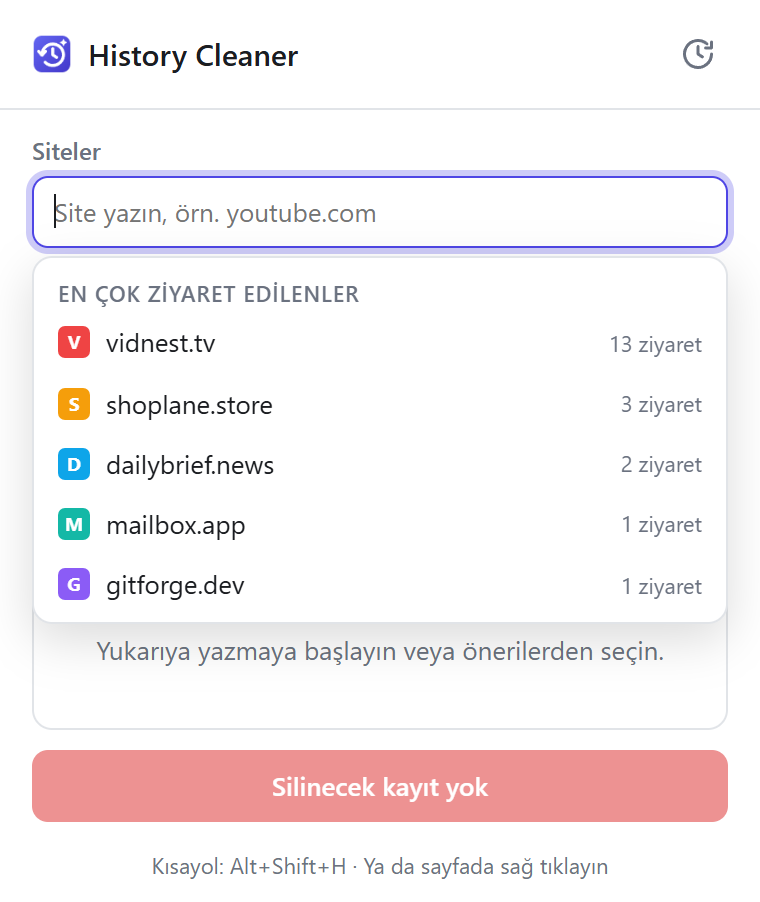 History Cleaner
Siteler
Site yazın, örn. youtube.com
EN ÇOK ZİYARET EDİLENLER
V vidnest.tv 13 ziyaret
S shoplane.store 3 ziyaret
D dailybrief.news 2 ziyaret
M mailbox.app 1 ziyaret
G gitforge.dev 1 ziyaret
Yukarıya yazmaya başlayın veya önerilerden seçin.
Silinecek kayıt yok
Kısayol: Alt+Shift+H · Ya da sayfada sağ tıklayın